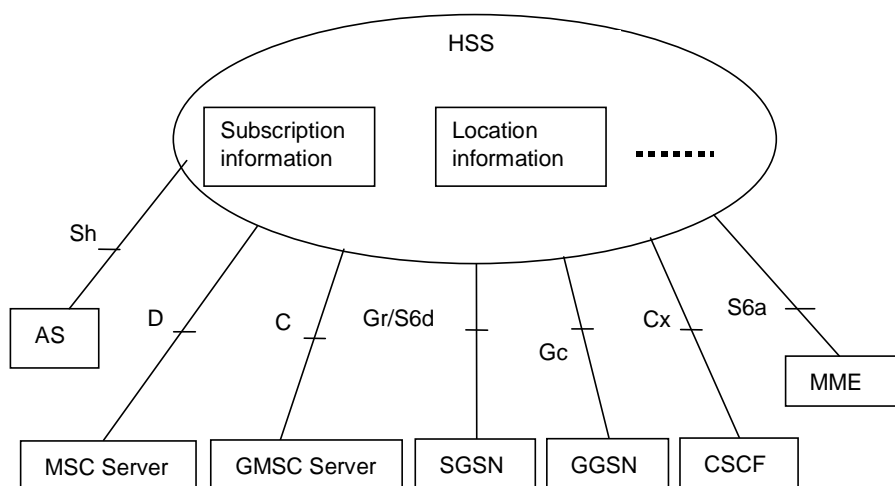 HSS
Subscription
information
Location
information
Sh
D
C
Gr/S6d
Gc
Cx
S6a
AS
MME
MSC Server
GMSC Server
SGSN
GGSN
CSCF